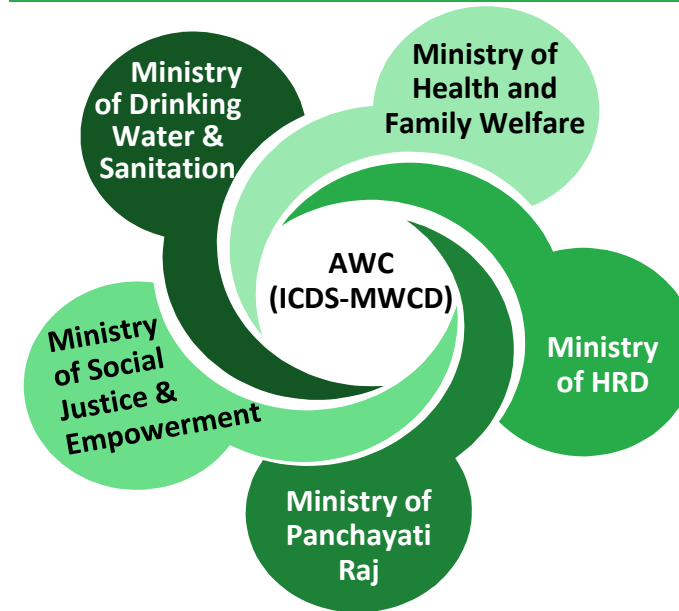 Ministry
of Drinking
Water &
Sanitation
Ministry of
Health and
Family Welfare
AWC
(ICDS-MWCD)
Ministry
of HRD
Ministry of
Panchayati
Raj
Ministry of
of Social
Justice &
Empowerment